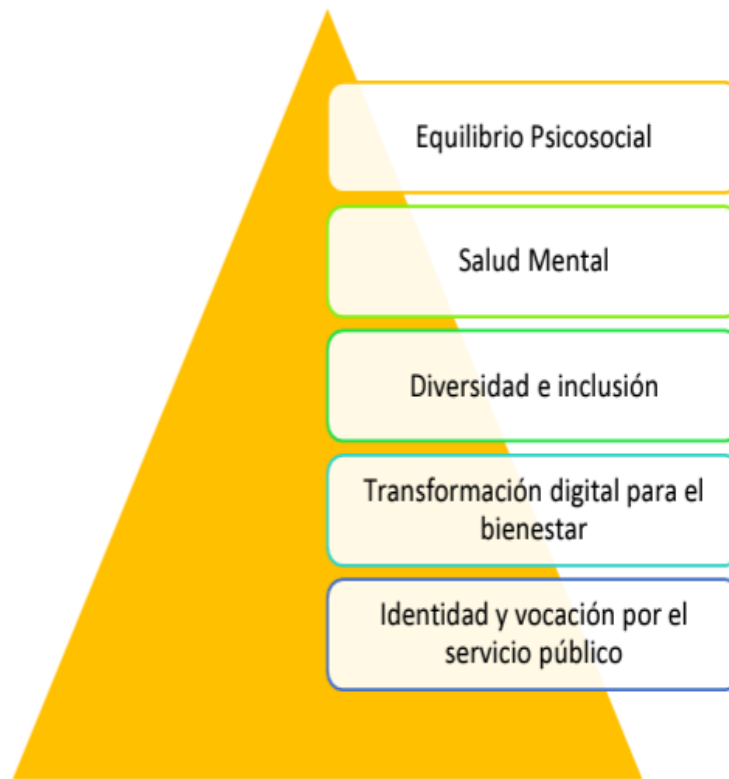 Equilibrio Psicosocial
Salud Mental
Diversidad e inclusión
Transformación digital para el
bienestar
Identidad y vocación por el
servicio público